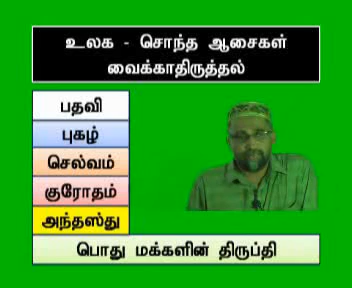 உலக - சொந்த ஆசைகள்
வைக்காதிருத்தல்
பதவி
புகழ்
செல்வம்
குரோதம்
அந்தஸ்து
பொது மக்களின் திருப்தி